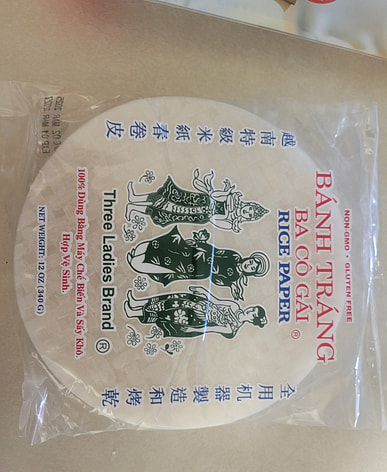 NON-GMO • GLUTEN FREE
BÁNH TRÁNG
BA CÔ GÁI ®
RICE PAPER
越南特級米紙春卷皮
全用机器製造和烤乾
Three Ladies Brand ®
100% Dùng Bằng Máy Chế Biến Và Sấy Khô.
Hợp Vệ Sinh.
NET WEIGHT: 12 OZ (340 G)